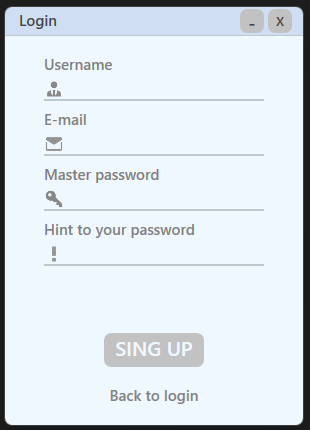 Login
- X
Username
E-mail
Master password
Hint to your password
SING UP
Back to login